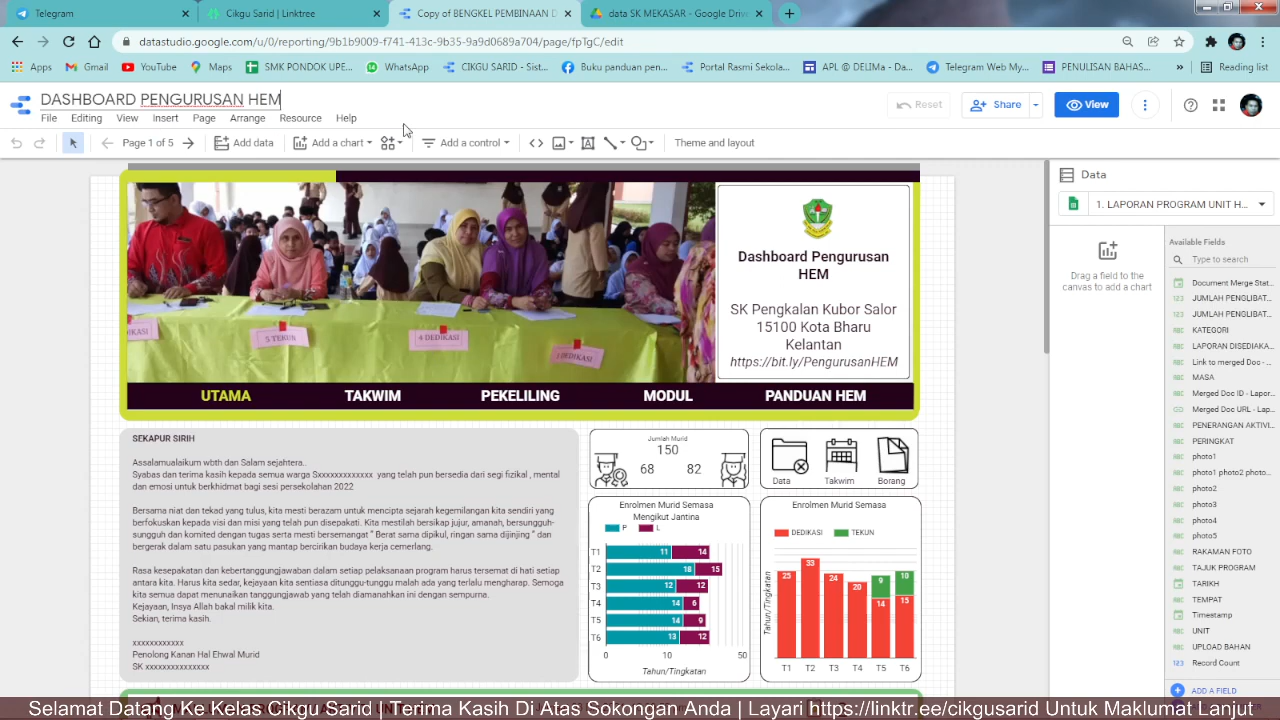 Telegram
Cikgu Sarid | Linktree
Copy of BENGKEL PEMBINAAN D
data SK MEKASAR - Google Drive
datastudio.google.com/u/0/reporting/9b1b9009-f741-413c-9b35-9a9d0689a704/page/fpTgC/edit
Apps
Gmail
YouTube
Maps
SMK PONDOK UPE...
WhatsApp
CIKGU SARID - Sist...
Buku panduan pen...
Portal Rasmi Sekola...
APL @ DELIMa - Da...
Telegram Web My...
PENULISAN BAHAS...
»
Reading list
DASHBOARD PENGURUSAN HEM
Reset
Share
View
File Edit View Insert Page Arrange Resource Help
Page 1 of 5
Add data
Add a chart
Add a control
Theme and layout
Data
1. LAPORAN PROGRAM UNIT H...
Drag a field to the
canvas to add a chart
Available Fields
Type to search
Document Merge Stat...
JUMLAH PENGLIBAT...
JUMLAH PENGLIBAT...
KATEGORI
LAPORAN DISEDIAKA...
Link to merged Doc - ...
MASA
Merged Doc ID - Lapor...
Merged Doc URL - Lap...
PENERANGAN AKTIVI...
PERINGKAT
photo1
photo1 photo2 photo...
photo2
photo3
photo4
photo5
RAKAMAN FOTO
TAJUK PROGRAM
TARIKH
TEMPAT
Timestamp
UNIT
UPLOAD BAHAN
Record Count
ADD A FIELD
5 TEKUN
4 DEDIKASI
Dashboard Pengurusan
HEM
SK Pengkalan Kubor Salor
15100 Kota Bharu
Kelantan
https://bit.ly/PengurusanHEM
UTAMA TAKWIM PEKELILING MODUL PANDUAN HEM
SEKAPUR SIRIH
Assalamualaikum wbth dan Salam sejahtera..
Syabas dan terima kasih kepada semua warga Sxxxxxxxxxxxxx yang telah pun bersedia dari segi fizikal , mental
dan emosi untuk berkhidmat bagi sesi persekolahan 2022
Bersama niat dan tekad yang tulus, kita mesti berazam untuk mencipta sejarah kegemilangan kita sendiri yang
berfokuskan kepada visi dan misi yang telah pun disepakati. Kita mestilah bersikap jujur, amanah, bersungguh-
sungguh dan komited dengan tugas serta mesti bersemangat " Berat sama dipikul, ringan sama dijinjing " dan
bergerak dalam satu pasukan yang mantap bercirikan budaya kerja cemerlang.
Rasa kesepakatan dan kebertanggungjawaban dalam setiap pelaksanaan program harus tersemat di hati setiap
antara kita. Harus kita sedar, kejayaan kita sentiasa ditunggu-tunggu malah ada yang terlalu mengharap. Semoga
kita semua dapat menunaikan tanggungjawab yang telah diamanahkan ini dengan sempurna.
Kejayaan, Insya Allah bakal milik kita.
Sekian, terima kasih.
xxxxxxxxxxxx
Penolong Kanan Hal Ehwal Murid
SK xxxxxxxxxxxxxxx
Jumlah Murid
150
68 82
Data Takwim Borang
Enrolmen Murid Semasa
Mengikut Jantina
P L
T1 11 14
T2 18 15
T3 12 12
T4 14 6
T5 14 9
T6 13 12
0 10 50
Tahun/Tingkatan
Enrolmen Murid Semasa
DEDIKASI TEKUN
Tahun/Tingkatan
25 33 24 20 9 14 10 15
T1 T2 T3 T4 T5 T6
Selamat Datang Ke Kelas Cikgu Sarid | Terima Kasih Di Atas Sokongan Anda | Layari https://linktr.ee/cikgusarid Untuk Maklumat Lanjut